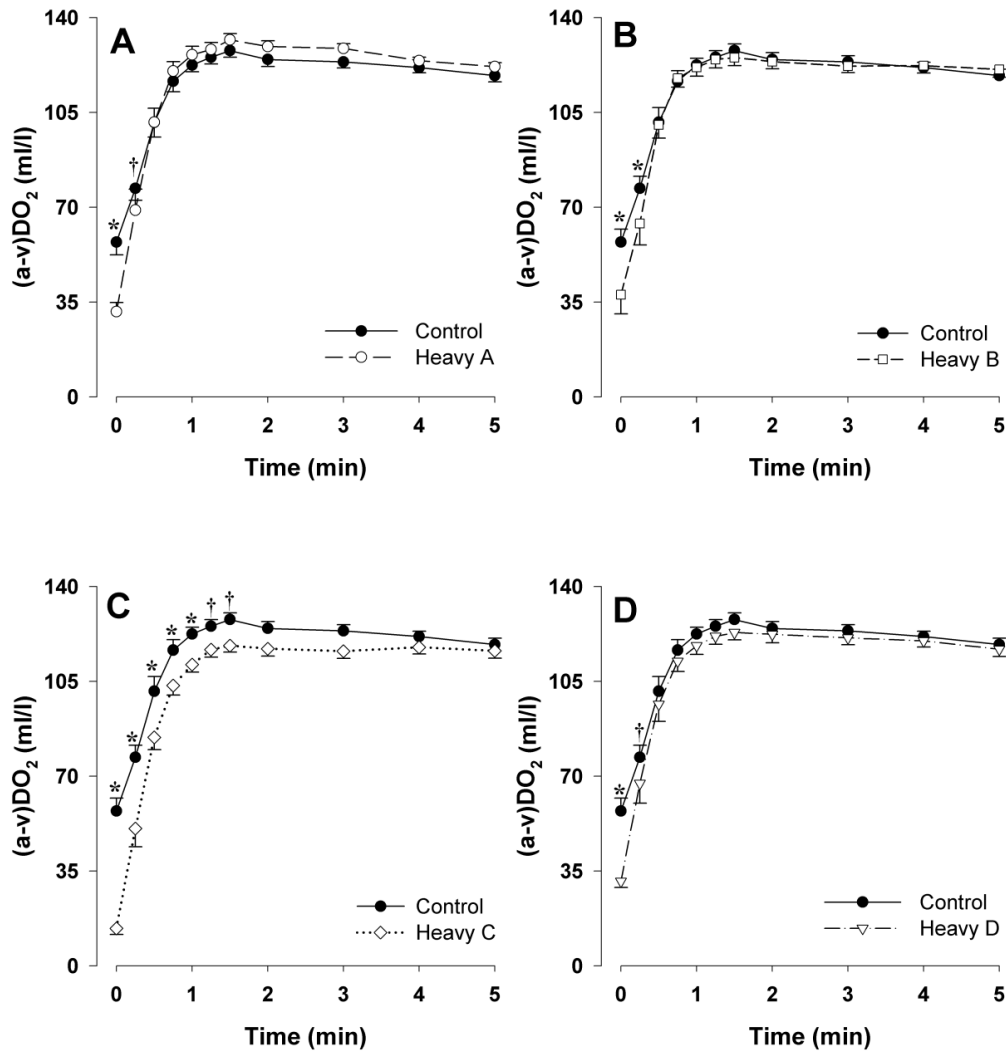 A
140
105
70
35
0
(a-v)DO₂ (ml/l)
*
†
Control
Heavy A
0 1 2 3 4 5
Time (min)
B
140
105
70
35
0
(a-v)DO₂ (ml/l)
*
*
Control
Heavy B
0 1 2 3 4 5
Time (min)
C
140
105
70
35
0
(a-v)DO₂ (ml/l)
* * * * * † †
Control
Heavy C
0 1 2 3 4 5
Time (min)
D
140
105
70
35
0
(a-v)DO₂ (ml/l)
*
†
Control
Heavy D
0 1 2 3 4 5
Time (min)